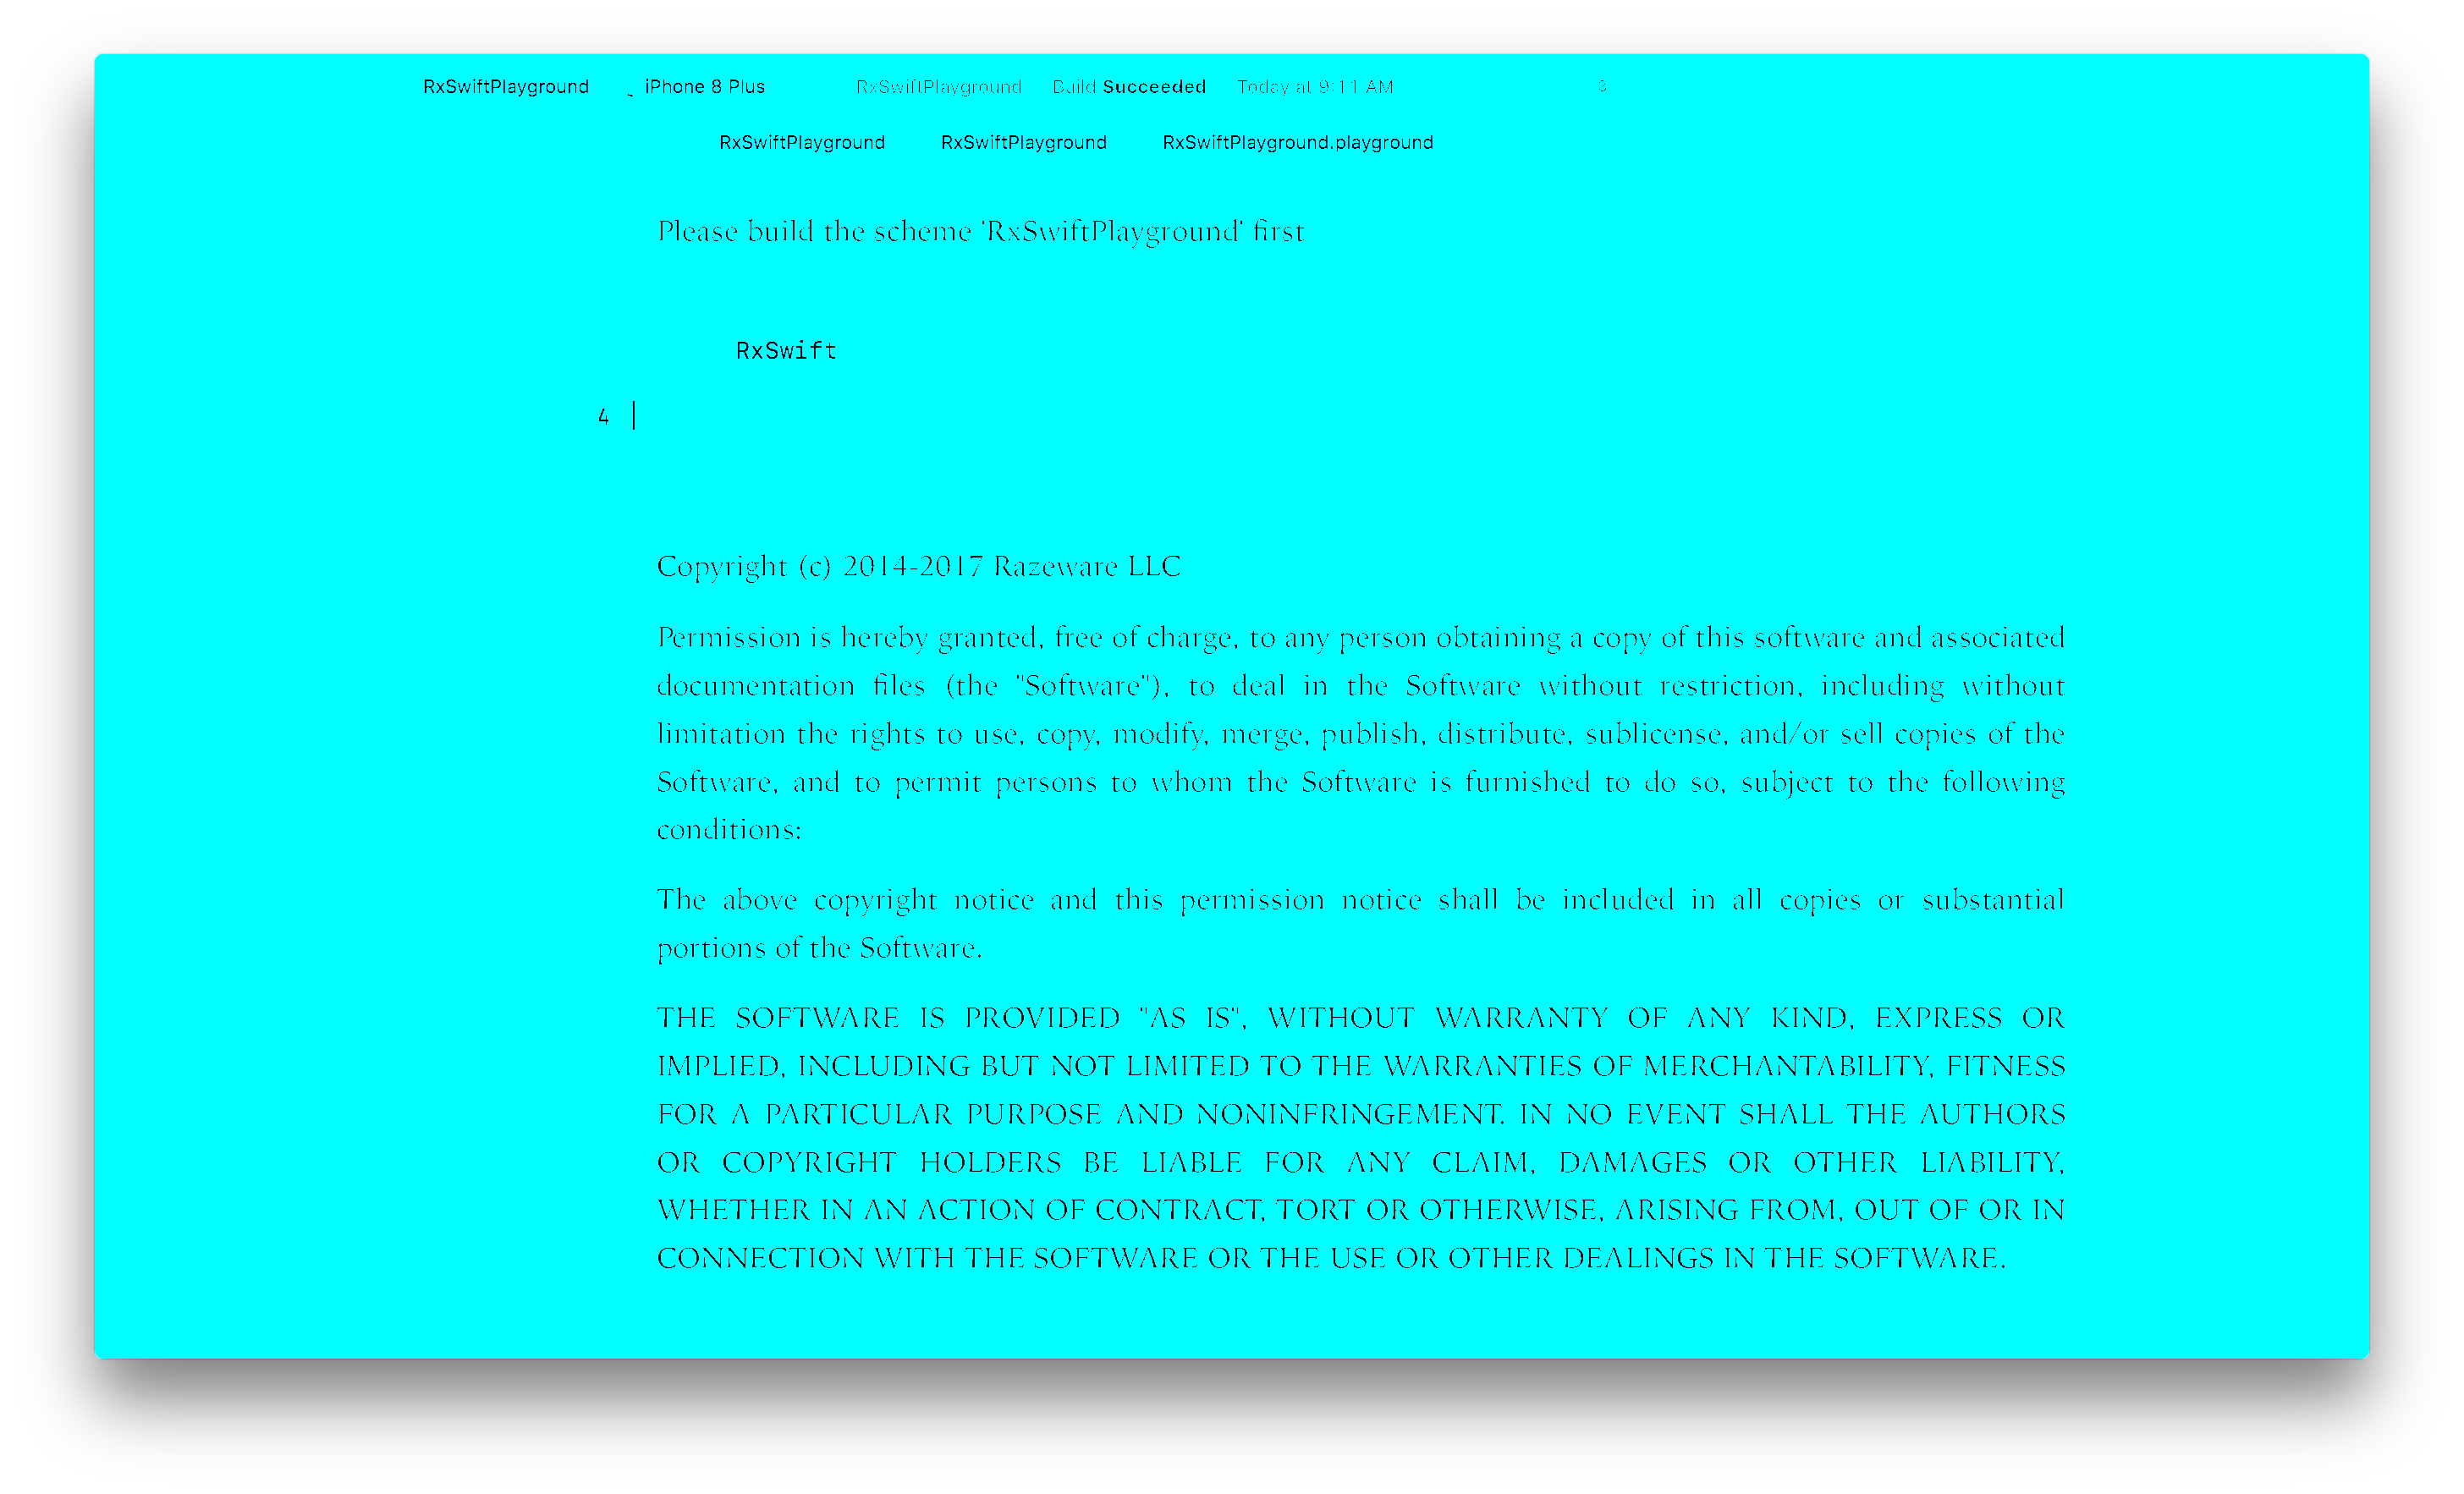 RxSwiftPlayground iPhone 8 Plus RxSwiftPlayground Build Succeeded Today at 9:11 AM 3
RxSwiftPlayground RxSwiftPlayground RxSwiftPlayground.playground
Please build the scheme 'RxSwiftPlayground' first
RxSwift
4
Copyright (c) 2014-2017 Razeware LLC
Permission is hereby granted, free of charge, to any person obtaining a copy of this software and associated
documentation files (the "Software"), to deal in the Software without restriction, including without
limitation the rights to use, copy, modify, merge, publish, distribute, sublicense, and/or sell copies of the
Software, and to permit persons to whom the Software is furnished to do so, subject to the following
conditions:
The above copyright notice and this permission notice shall be included in all copies or substantial
portions of the Software.
THE SOFTWARE IS PROVIDED "AS IS", WITHOUT WARRANTY OF ANY KIND, EXPRESS OR
IMPLIED, INCLUDING BUT NOT LIMITED TO THE WARRANTIES OF MERCHANTABILITY, FITNESS
FOR A PARTICULAR PURPOSE AND NONINFRINGEMENT. IN NO EVENT SHALL THE AUTHORS
OR COPYRIGHT HOLDERS BE LIABLE FOR ANY CLAIM, DAMAGES OR OTHER LIABILITY,
WHETHER IN AN ACTION OF CONTRACT, TORT OR OTHERWISE, ARISING FROM, OUT OF OR IN
CONNECTION WITH THE SOFTWARE OR THE USE OR OTHER DEALINGS IN THE SOFTWARE.